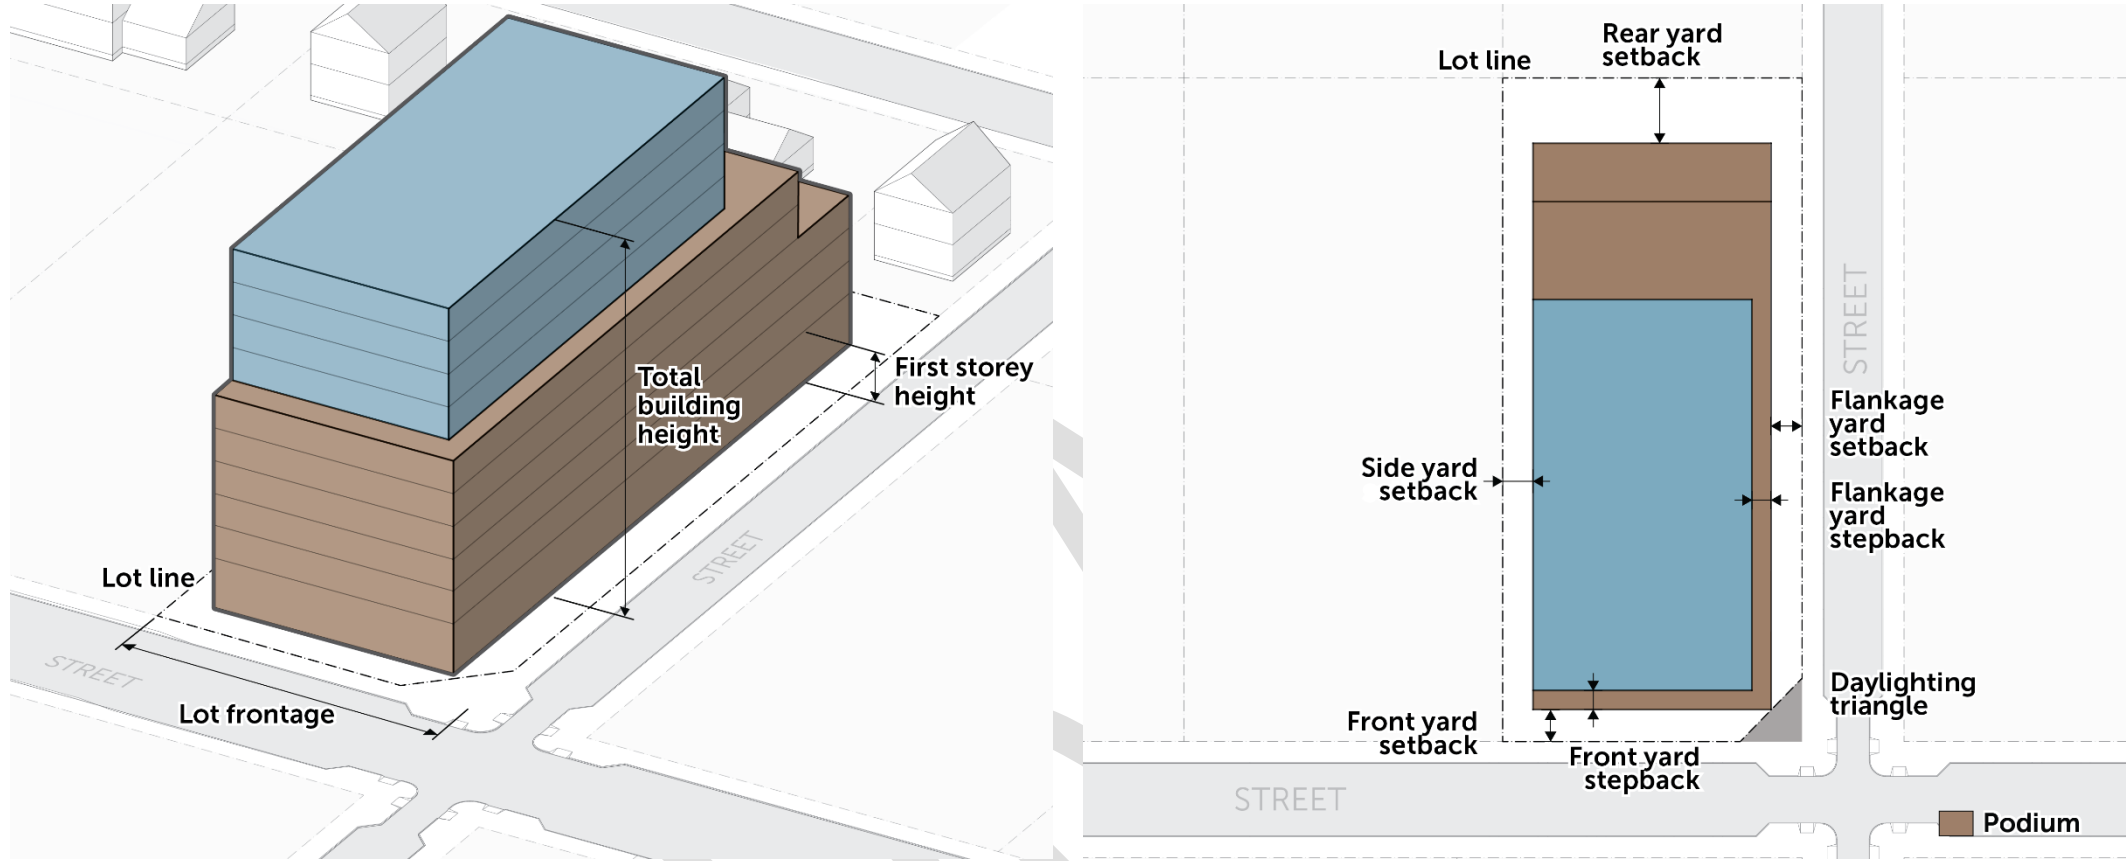 Total
building
height
First storey
height
Lot line
STREET
STREET
Lot frontage
Rear yard
setback
Lot line
STREET
Flankage
yard
setback
Side yard
setback
Flankage
yard
stepback
Daylighting
triangle
Front yard
setback
Front yard
stepback
STREET
Podium